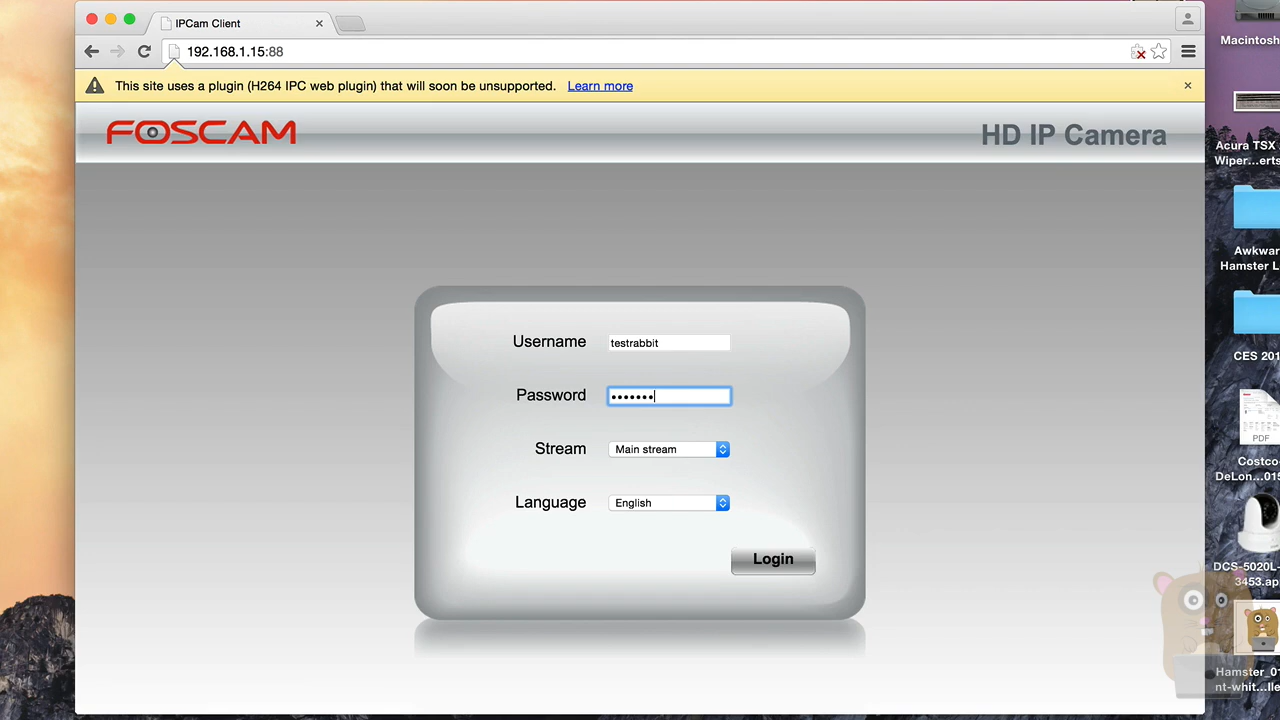 IPCam Client
192.168.1.15:88
This site uses a plugin (H264 IPC web plugin) that will soon be unsupported. Learn more
FOSCAM
HD IP Camera
Username
testrabbit
Password
Stream
Main stream
Language
English
Login
Macintosh
Acura TSX
Wiper...erts
Awkwar
Hamster L
CES 201
PDF
Costco-
DeLon...015
DCS-5020L-
3453.ap
Hamster_01
nt-whit...lle